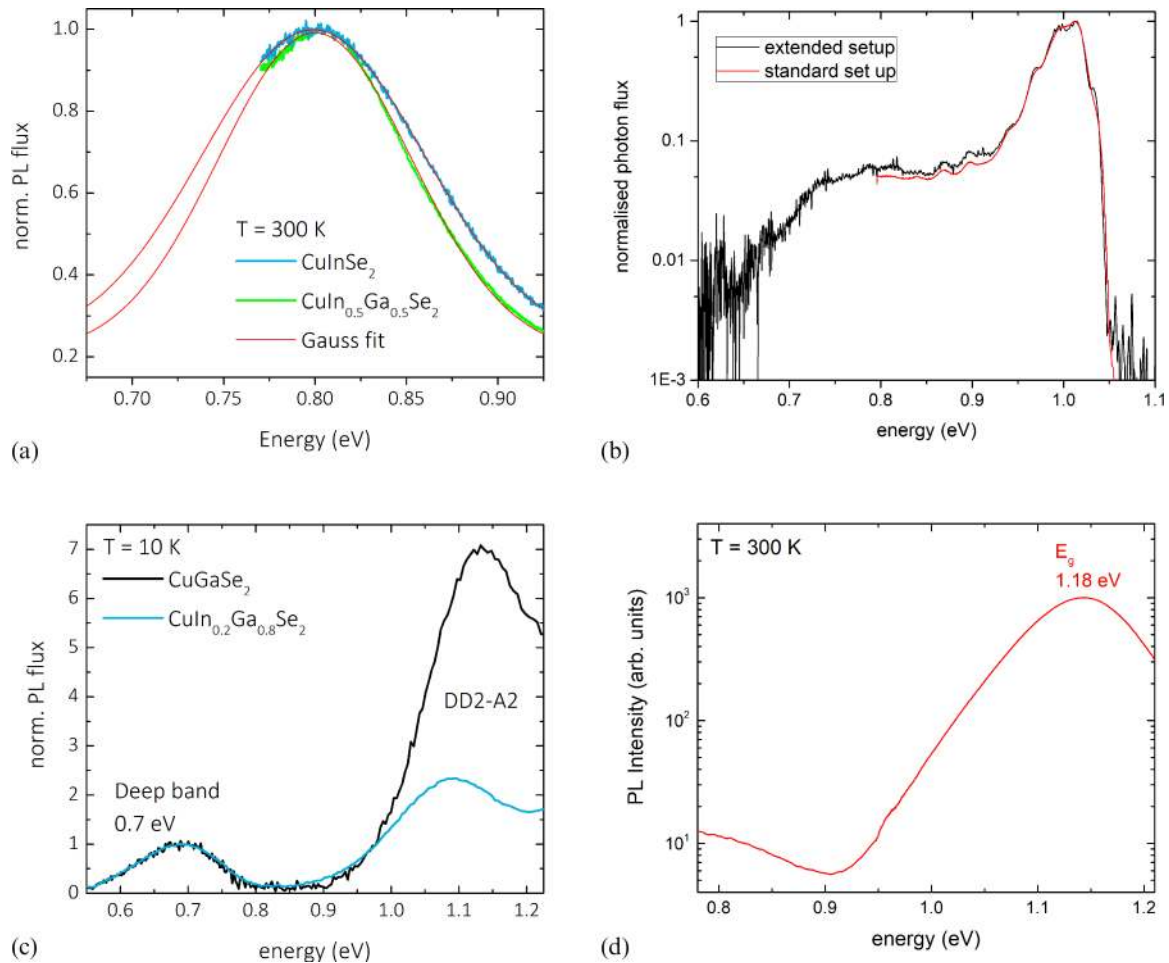 1.0
0.8
0.6
0.4
0.2
norm. PL flux
T = 300 K
CuInSe2
CuIn0.5Ga0.5Se2
Gauss fit
0.70 0.75 0.80 0.85 0.90
Energy (eV)
(a)
1
0.1
0.01
1E-3
normalised photon flux
extended setup
standard set up
0.6 0.7 0.8 0.9 1.0 1.1
energy (eV)
(b)
7
6
5
4
3
2
1
0
norm. PL flux
T = 10 K
CuGaSe2
CuIn0.2Ga0.8Se2
DD2-A2
Deep band
0.7 eV
0.6 0.7 0.8 0.9 1.0 1.1 1.2
energy (eV)
(c)
10^3
10^2
10^1
PL Intensity (arb. units)
T = 300 K
Eg
1.18 eV
0.8 0.9 1.0 1.1 1.2
energy (eV)
(d)